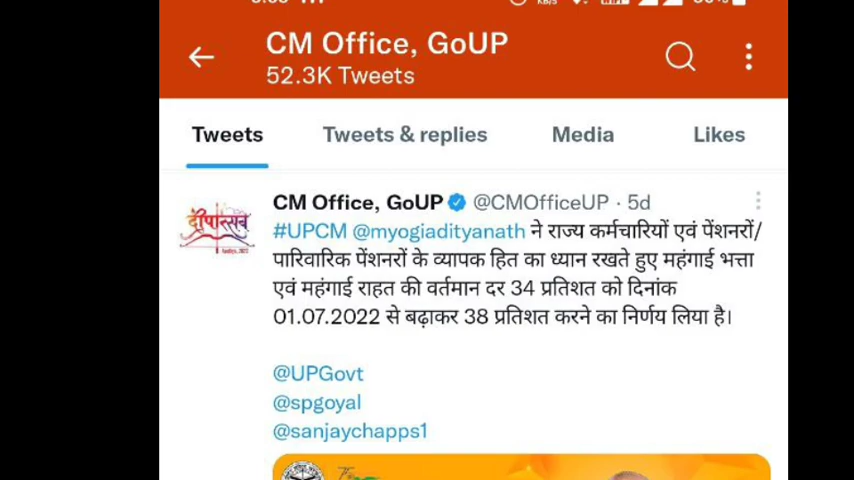 CM Office, GoUP
52.3K Tweets
Tweets Tweets & replies Media Likes
CM Office, GoUP @CMOfficeUP · 5d
#UPCM @myogiadityanath ने राज्य कर्मचारियों एवं पेंशनरों/
पारिवारिक पेंशनरों के व्यापक हित का ध्यान रखते हुए महंगाई भत्ता
एवं महंगाई राहत की वर्तमान दर 34 प्रतिशत को दिनांक
01.07.2022 से बढ़ाकर 38 प्रतिशत करने का निर्णय लिया है।
दीपोत्सव
@UPGovt
@spgoyal
@sanjaychapps1